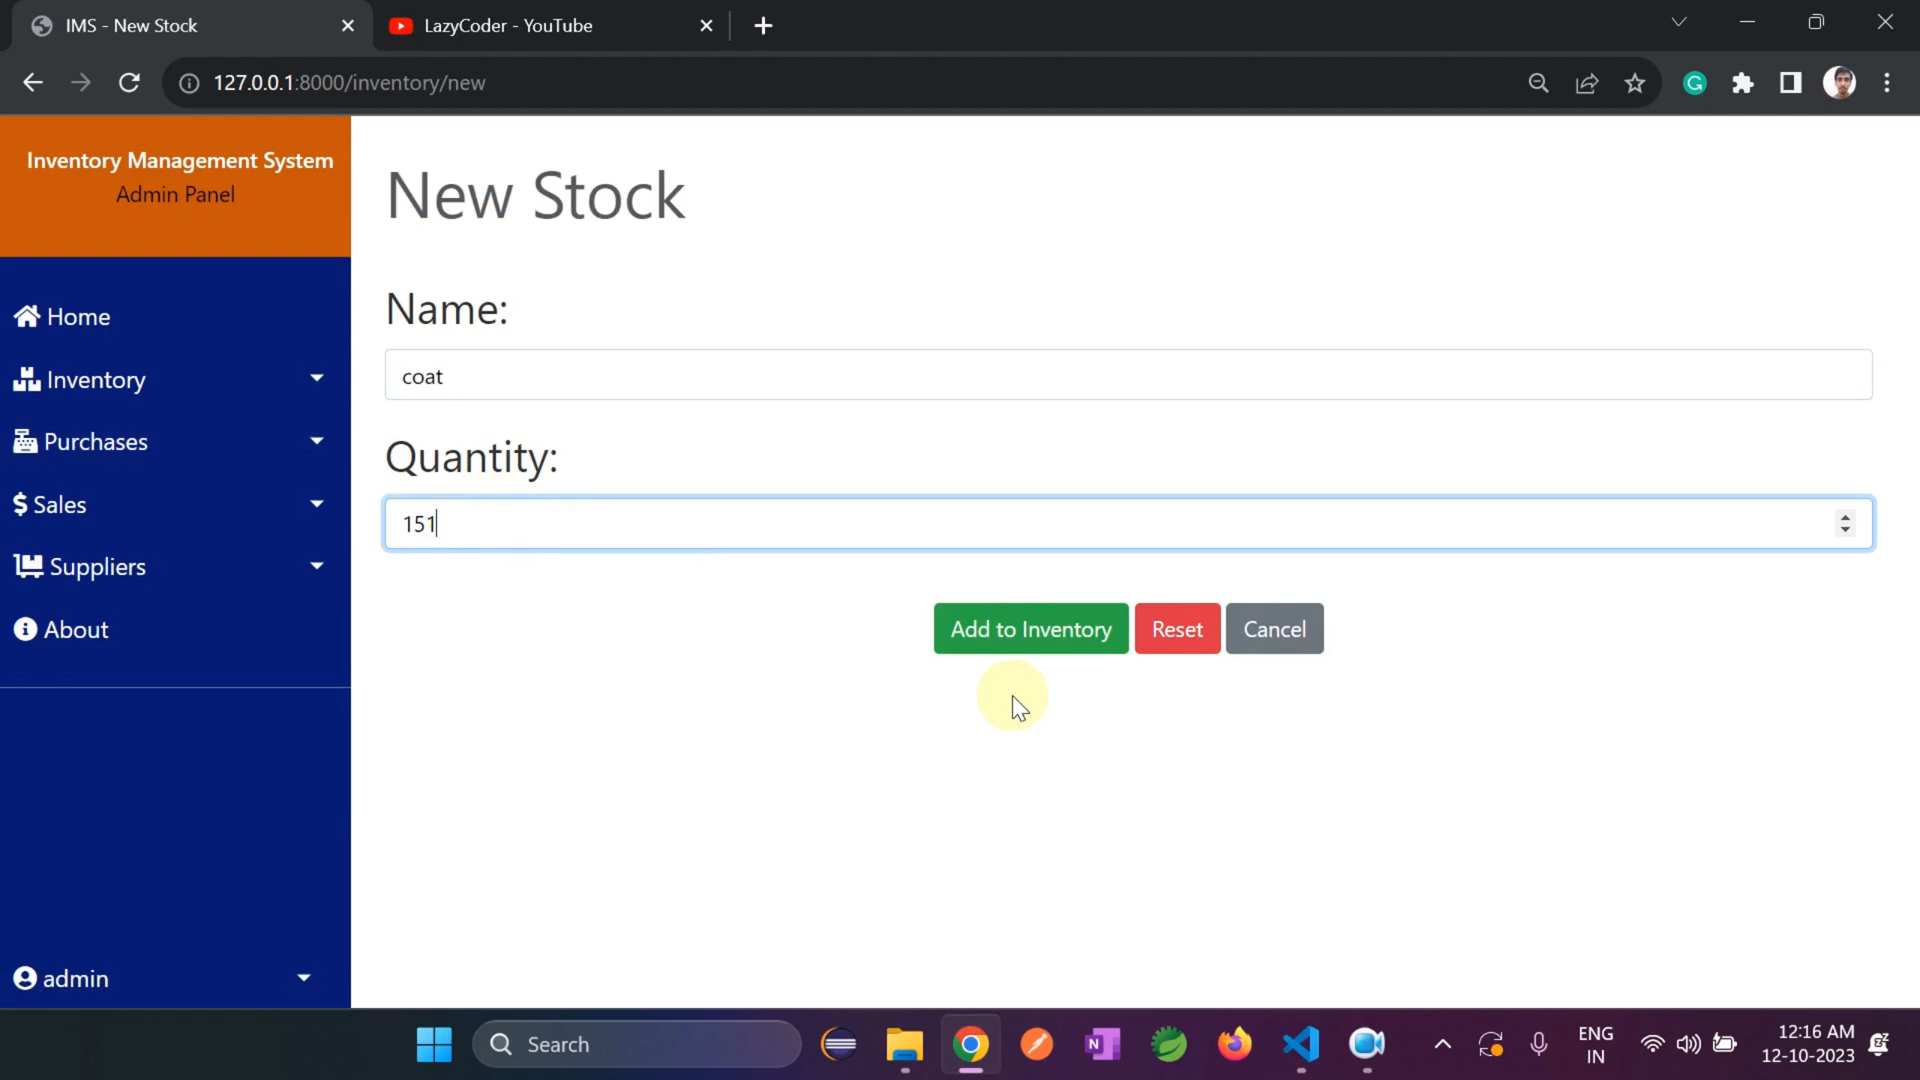 IMS - New Stock
LazyCoder - YouTube
127.0.0.1:8000/inventory/new
Inventory Management System
Admin Panel
Home
Inventory
Purchases
Sales
Suppliers
About
admin
New Stock
Name:
coat
Quantity:
151
Add to Inventory
Reset
Cancel
Search
ENG
IN
12:16 AM
12-10-2023